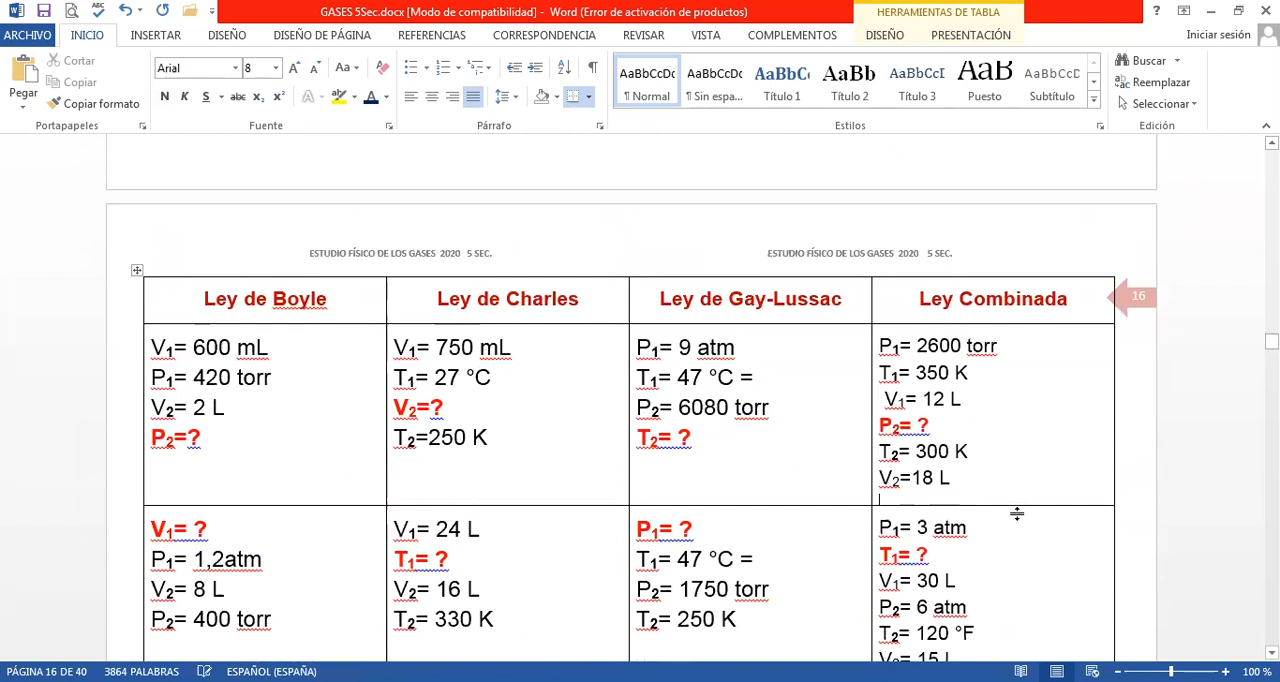 GASES 5Sec.docx [Modo de compatibilidad] - Word (Error de activación de productos)
HERRAMIENTAS DE TABLA
ARCHIVO INICIO INSERTAR DISEÑO DISEÑO DE PÁGINA REFERENCIAS CORRESPONDENCIA REVISAR VISTA COMPLEMENTOS DISEÑO PRESENTACIÓN Iniciar sesión
Pegar
Cortar
Copiar
Copiar formato
Portapapeles
Arial 8
N K S abc x₂ x²
Fuente
Párrafo
AaBbCcDc AaBbCcDc AaBbCc AaBb AaBbCcI AaB AaBbCcD
¶ Normal ¶ Sin espa... Título 1 Título 2 Título 3 Puesto Subtítulo
Estilos
Buscar
Reemplazar
Seleccionar
Edición
ESTUDIO FÍSICO DE LOS GASES 2020 5 SEC. ESTUDIO FÍSICO DE LOS GASES 2020 5 SEC.
16
Ley de Boyle Ley de Charles Ley de Gay-Lussac Ley Combinada
V₁= 600 mL
P₁= 420 torr
V₂= 2 L
P₂=?
V₁= 750 mL
T₁= 27 °C
V₂=?
T₂=250 K
P₁= 9 atm
T₁= 47 °C =
P₂= 6080 torr
T₂= ?
P₁= 2600 torr
T₁= 350 K
V₁= 12 L
P₂= ?
T₂= 300 K
V₂=18 L
V₁= ?
P₁= 1,2atm
V₂= 8 L
P₂= 400 torr
V₁= 24 L
T₁= ?
V₂= 16 L
T₂= 330 K
P₁= ?
T₁= 47 °C =
P₂= 1750 torr
T₂= 250 K
P₁= 3 atm
T₁= ?
V₁= 30 L
P₂= 6 atm
T₂= 120 °F
V₂= 15 L
PÁGINA 16 DE 40 3864 PALABRAS ESPAÑOL (ESPAÑA) 100 %